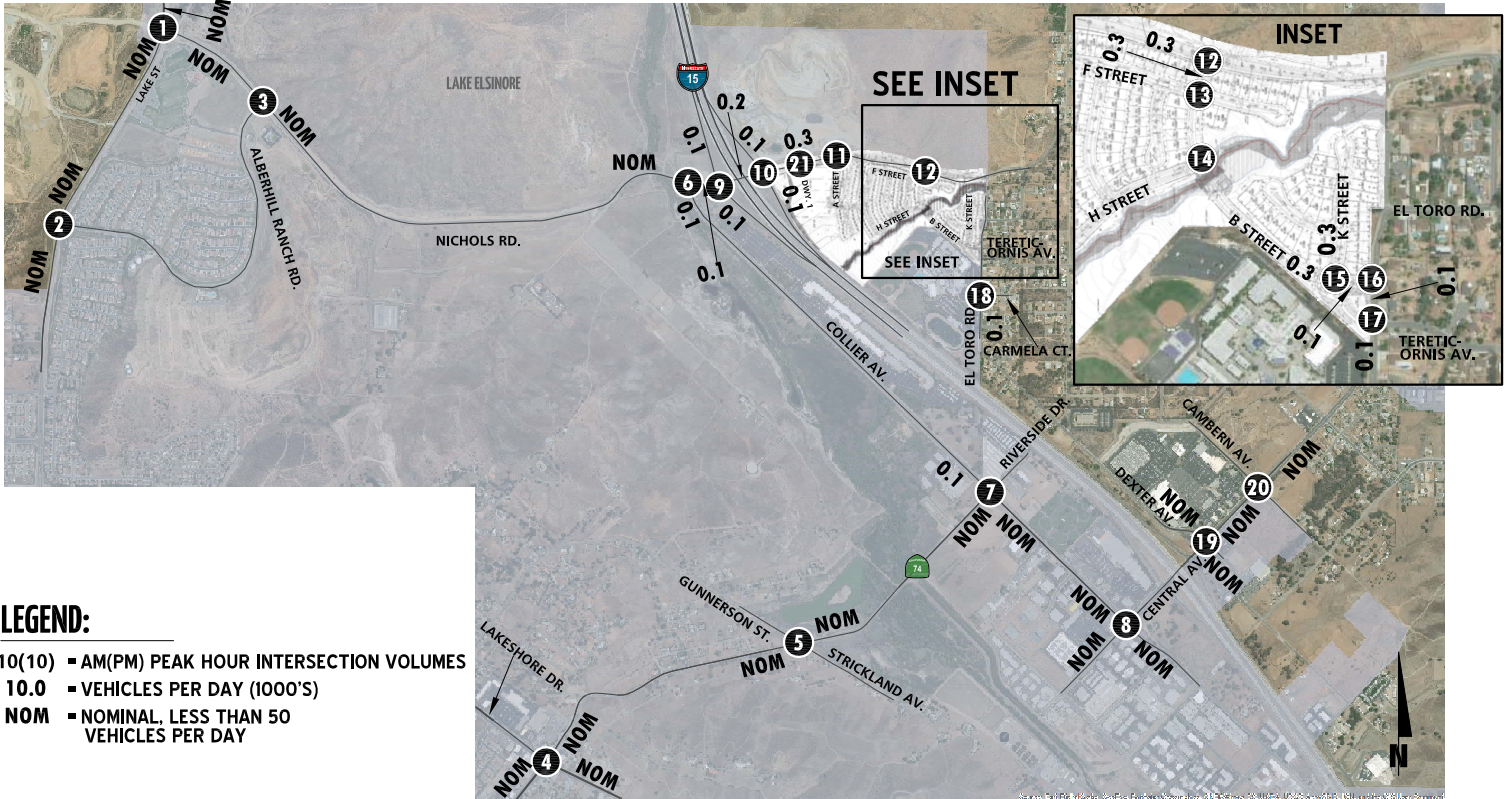 1
NOM
NOM
NOM
LAKE ST
3
NOM
NOM
2
NOM
ALBERHILL RANCH RD.
LAKE ELSINORE
NICHOLS RD.
NOM
INTERSTATE
15
0.1
0.2
0.1
0.3
6
9
10
21
11
0.1
0.1
0.1
0.1
DWY. 1
A STREET
SEE INSET
F STREET
12
H STREET
B STREET
K STREET
SEE INSET
TERETIC-
ORNIS AV.
18
EL TORO RD.
0.1
CARMELA CT.
COLLIER AV.
INSET
0.3
0.3
12
F STREET
13
14
H STREET
B STREET
0.3
0.3
K STREET
EL TORO RD.
15
16
0.1
0.1
17
0.1
TERETIC-
ORNIS AV.
RIVERSIDE DR.
0.1
7
NOM
NOM
CAMBERN AV.
DEXTER AV.
NOM
20
NOM
NOM
19
NOM
CENTRAL AV.
NOM
8
NOM
NOM
74
GUNNERSON ST.
5
NOM
NOM
STRICKLAND AV.
LAKESHORE DR.
NOM
4
NOM
NOM
LEGEND:
10(10) = AM(PM) PEAK HOUR INTERSECTION VOLUMES
10.0 = VEHICLES PER DAY (1000'S)
NOM = NOMINAL, LESS THAN 50
VEHICLES PER DAY
N